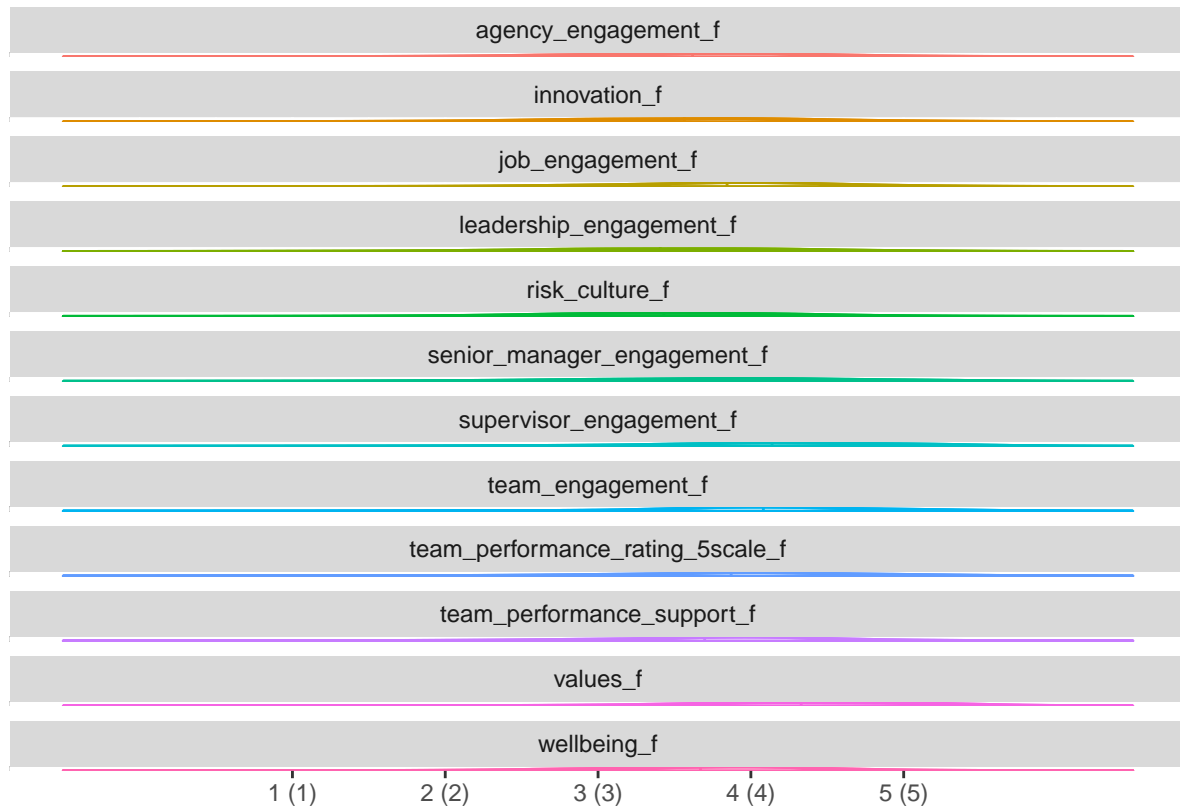 agency_engagement_f
innovation_f
job_engagement_f
leadership_engagement_f
risk_culture_f
senior_manager_engagement_f
supervisor_engagement_f
team_engagement_f
team_performance_rating_5scale_f
team_performance_support_f
values_f
wellbeing_f
1 (1) 2 (2) 3 (3) 4 (4) 5 (5)